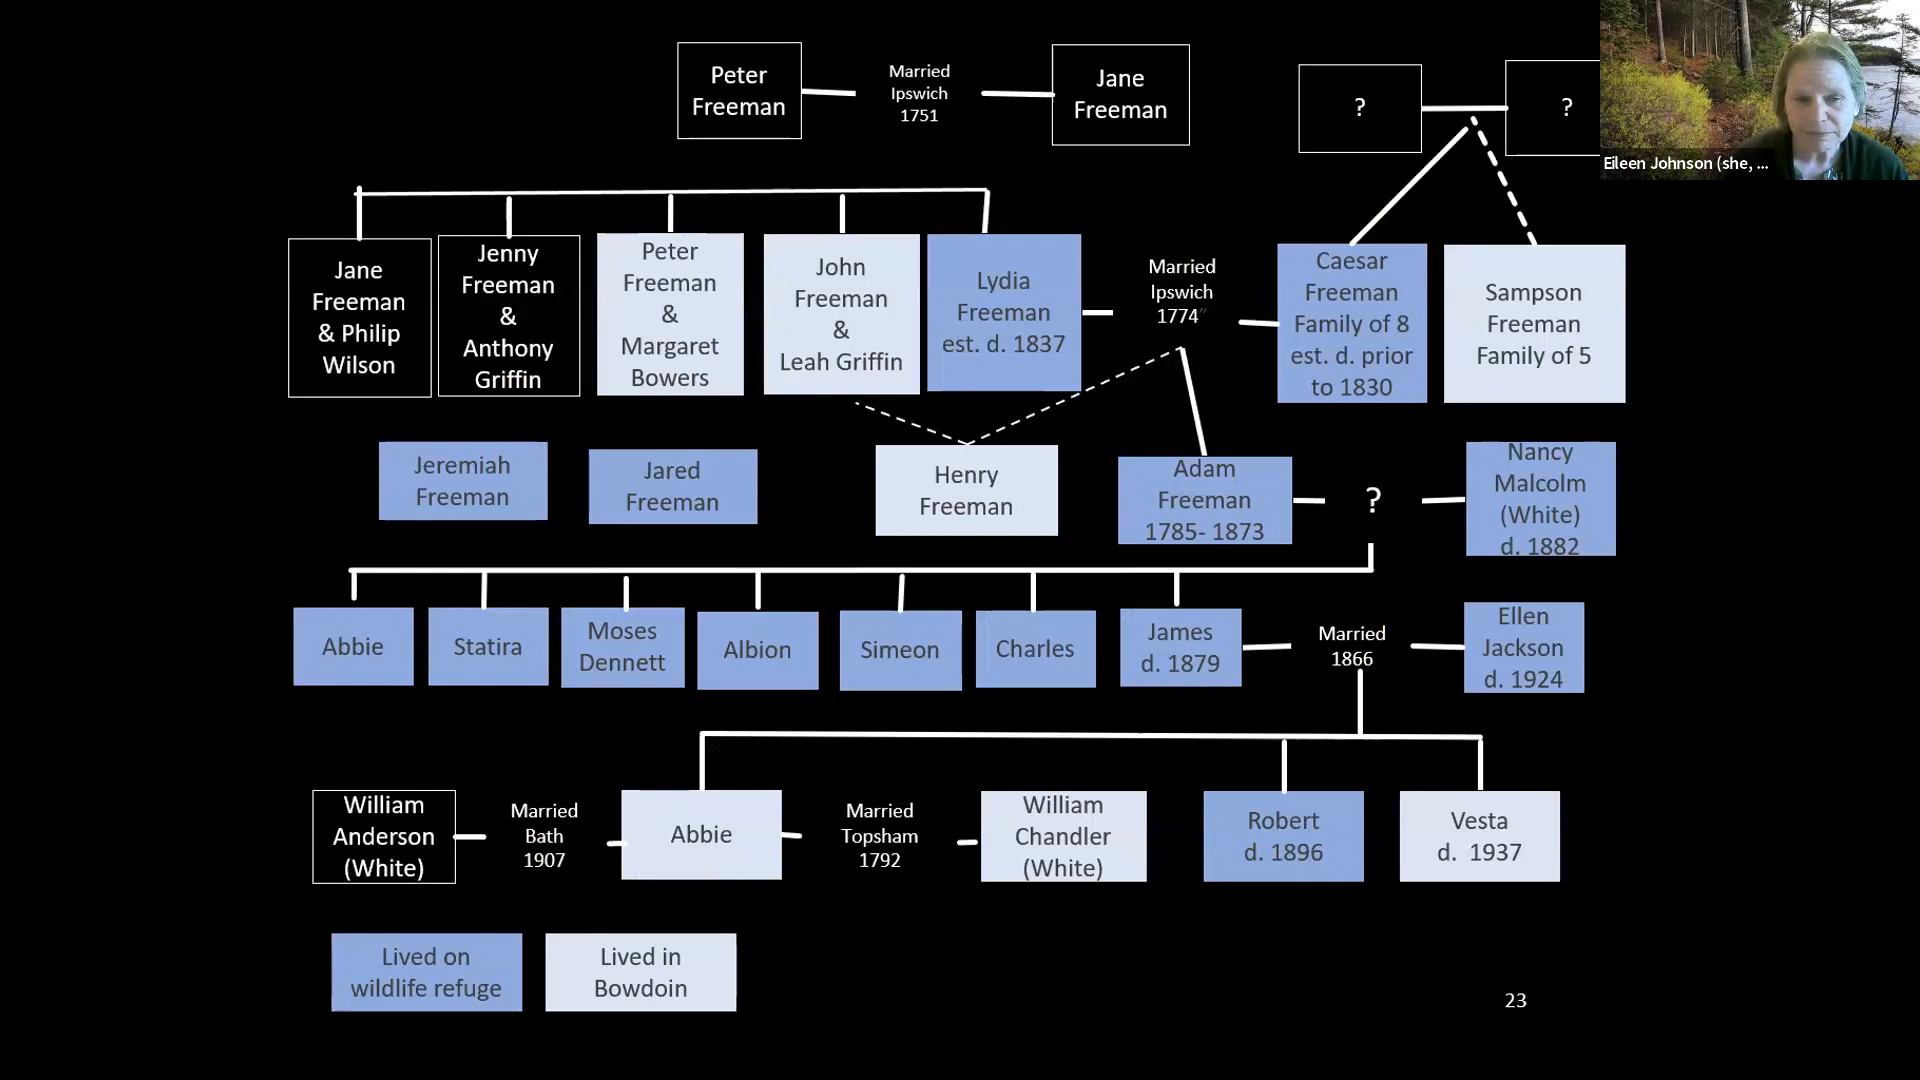 Peter
Freeman
Married
Ipswich
1751
Jane
Freeman
?
?
Eileen Johnson (she, ...
Jane
Freeman
& Philip
Wilson
Jenny
Freeman
&
Anthony
Griffin
Peter
Freeman
&
Margaret
Bowers
John
Freeman
&
Leah Griffin
Lydia
Freeman
est. d. 1837
Married
Ipswich
1774"
Caesar
Freeman
Family of 8
est. d. prior
to 1830
Sampson
Freeman
Family of 5
Jeremiah
Freeman
Jared
Freeman
Henry
Freeman
Adam
Freeman
1785- 1873
?
Nancy
Malcolm
(White)
d. 1882
Abbie
Statira
Moses
Dennett
Albion
Simeon
Charles
James
d. 1879
Married
1866
Ellen
Jackson
d. 1924
William
Anderson
(White)
Married
Bath
1907
Abbie
Married
Topsham
1792
William
Chandler
(White)
Robert
d. 1896
Vesta
d. 1937
Lived on
wildlife refuge
Lived in
Bowdoin
23